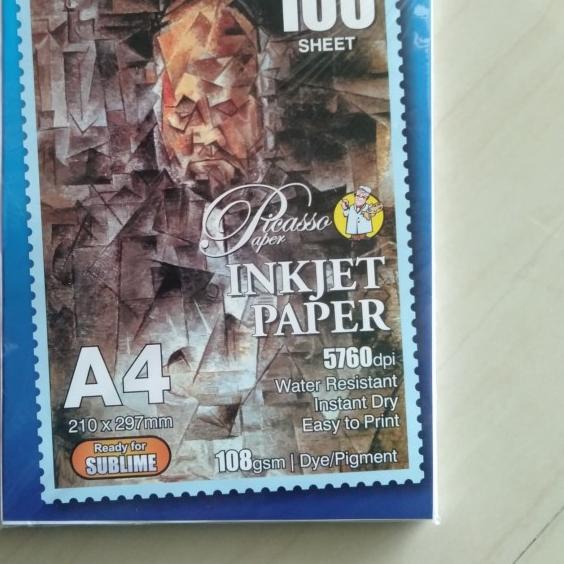 100
SHEET
Picasso
Paper
INKJET
PAPER
A4
210 x 297mm
Ready for
SUBLIME
5760dpi
Water Resistant
Instant Dry
Easy to Print
108gsm | Dye/Pigment